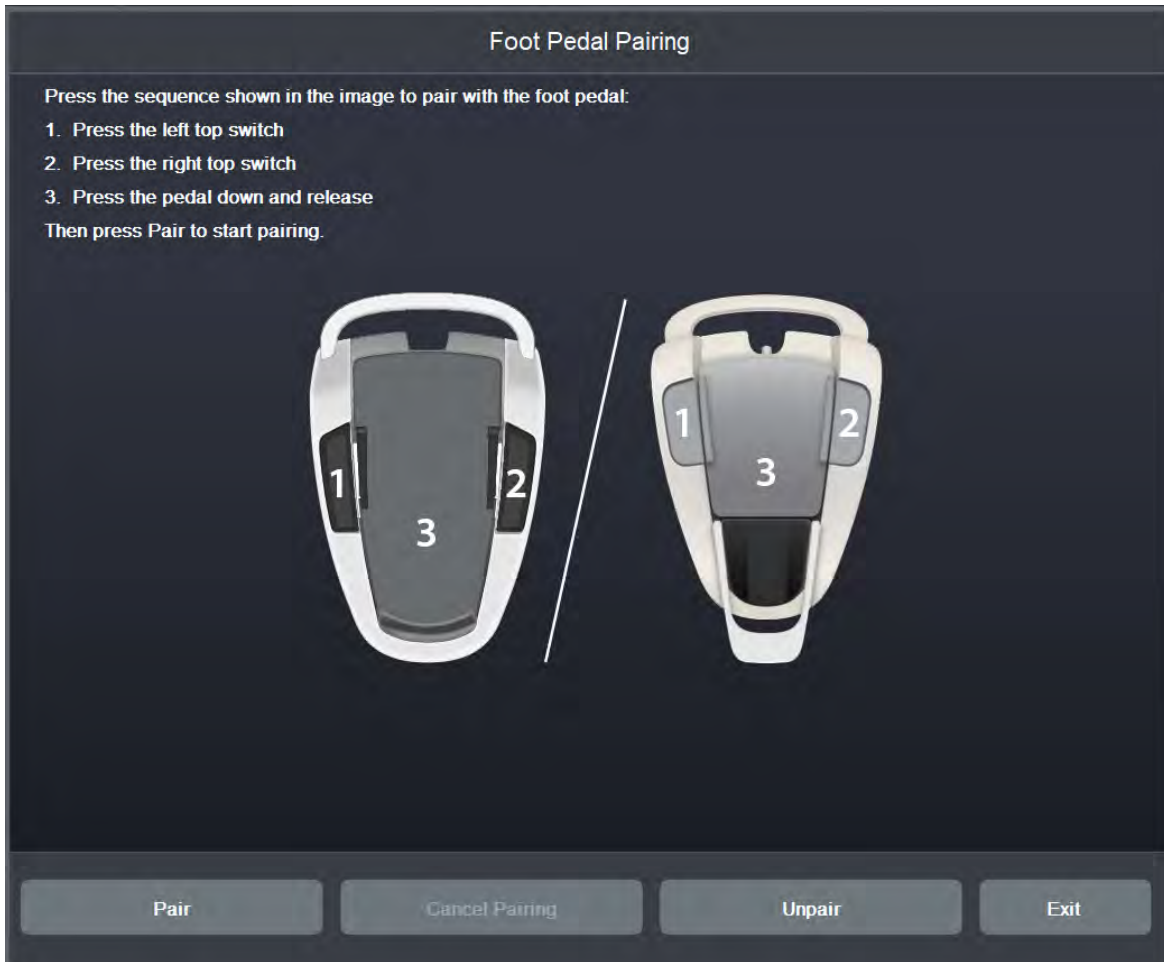 Foot Pedal Pairing
Press the sequence shown in the image to pair with the foot pedal:
1. Press the left top switch
2. Press the right top switch
3. Press the pedal down and release
Then press Pair to start pairing.
1 2
3
1 2
3
Pair Cancel Pairing Unpair Exit